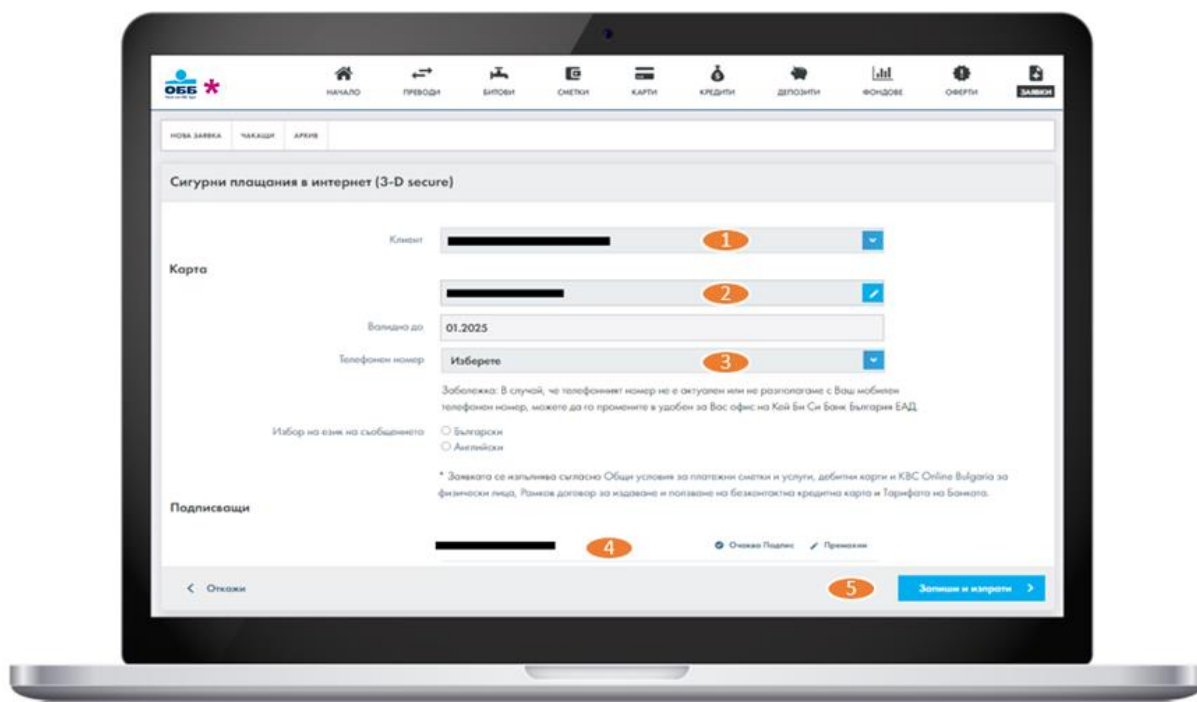 ОББ
НАЧАЛО
ПРЕВОДИ
БИТОВИ
СМЕТКИ
КАРТИ
КРЕДИТИ
ДЕПОЗИТИ
ФОНДОВЕ
ОФЕРТИ
ЗАЯВКИ
НОВА ЗАЯВКА ЧАКАЩИ АРХИВ
Сигурни плащания в интернет (3-D secure)
Клиент
1
Карта
2
Валидна до 01.2025
Телефонен номер Изберете 3
Забележка: В случай, че телефонният номер не е актуален или не разполагаме с Ваш мобилен
телефонен номер, можете да го промените в удобен за Вас офис на Кей Би Си Банк България ЕАД
Избор на език на съобщението Български
Английски
* Заявката се изпълнява съгласно Общи условия за платежни сметки и услуги, дебитни карти и KBC Online Bulgaria за
физически лица, Рамков договор за издаване и ползване на безконтактна кредитна карта и Тарифата на Банката.
Подписващи
4 Очаква Подпис Премахни
Откажи 5 Запиши и изпрати